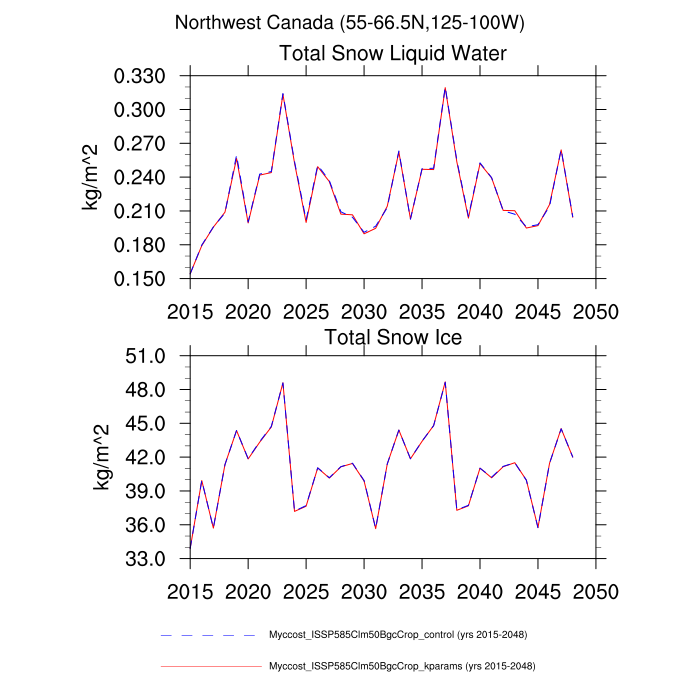 Northwest Canada (55-66.5N,125-100W)
Total Snow Liquid Water
0.330
0.300
0.270
0.240
0.210
0.180
0.150
kg/m^2
2015 2020 2025 2030 2035 2040 2045 2050
Total Snow Ice
51.0
48.0
45.0
42.0
39.0
36.0
33.0
kg/m^2
2015 2020 2025 2030 2035 2040 2045 2050
Myccost_ISSP585Clm50BgcCrop_control (yrs 2015-2048)
Myccost_ISSP585Clm50BgcCrop_kparams (yrs 2015-2048)